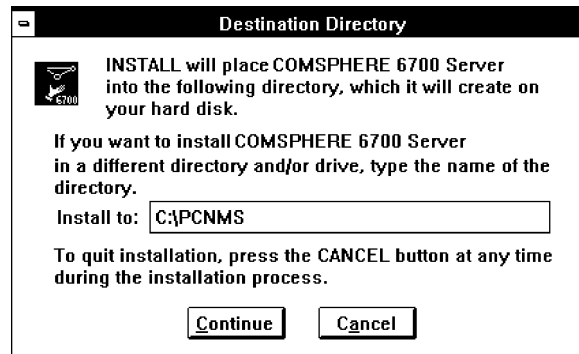 Destination Directory
INSTALL will place COMSPHERE 6700 Server
into the following directory, which it will create on
your hard disk.
6700
If you want to install COMSPHERE 6700 Server
in a different directory and/or drive, type the name of the
directory.
Install to: C:\PCNMS
To quit installation, press the CANCEL button at any time
during the installation process.
Continue Cancel